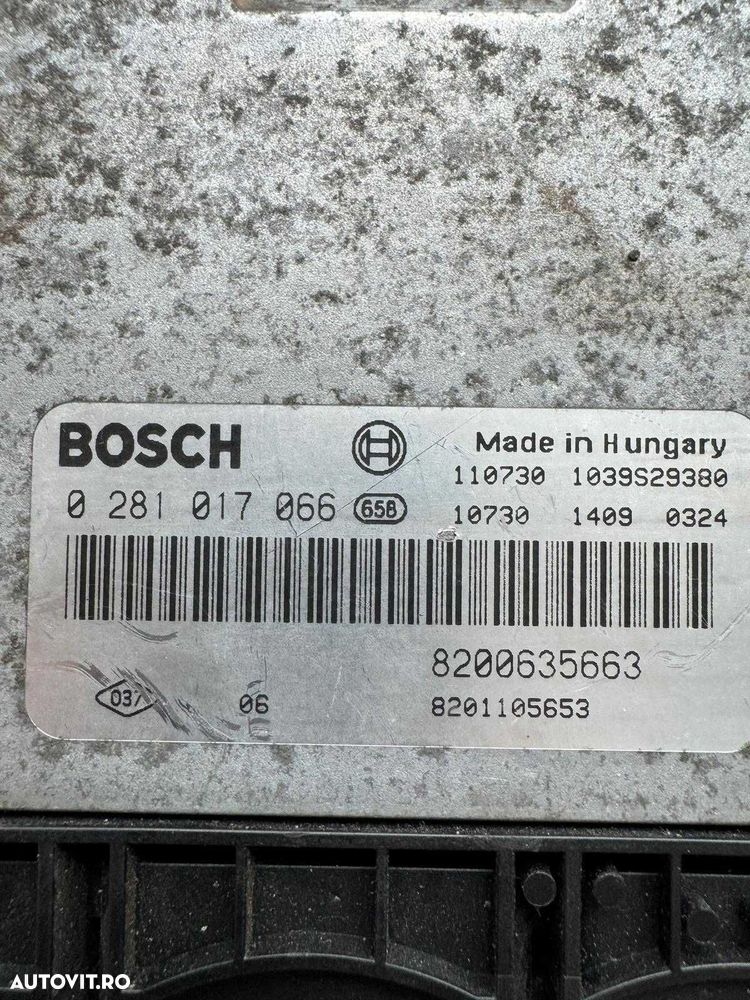 BOSCH
Made in Hungary
110730 1039S29380
0 281 017 066 658
10730 1409 0324
8200635663
037 06
8201105653
AUTOVIT.RO